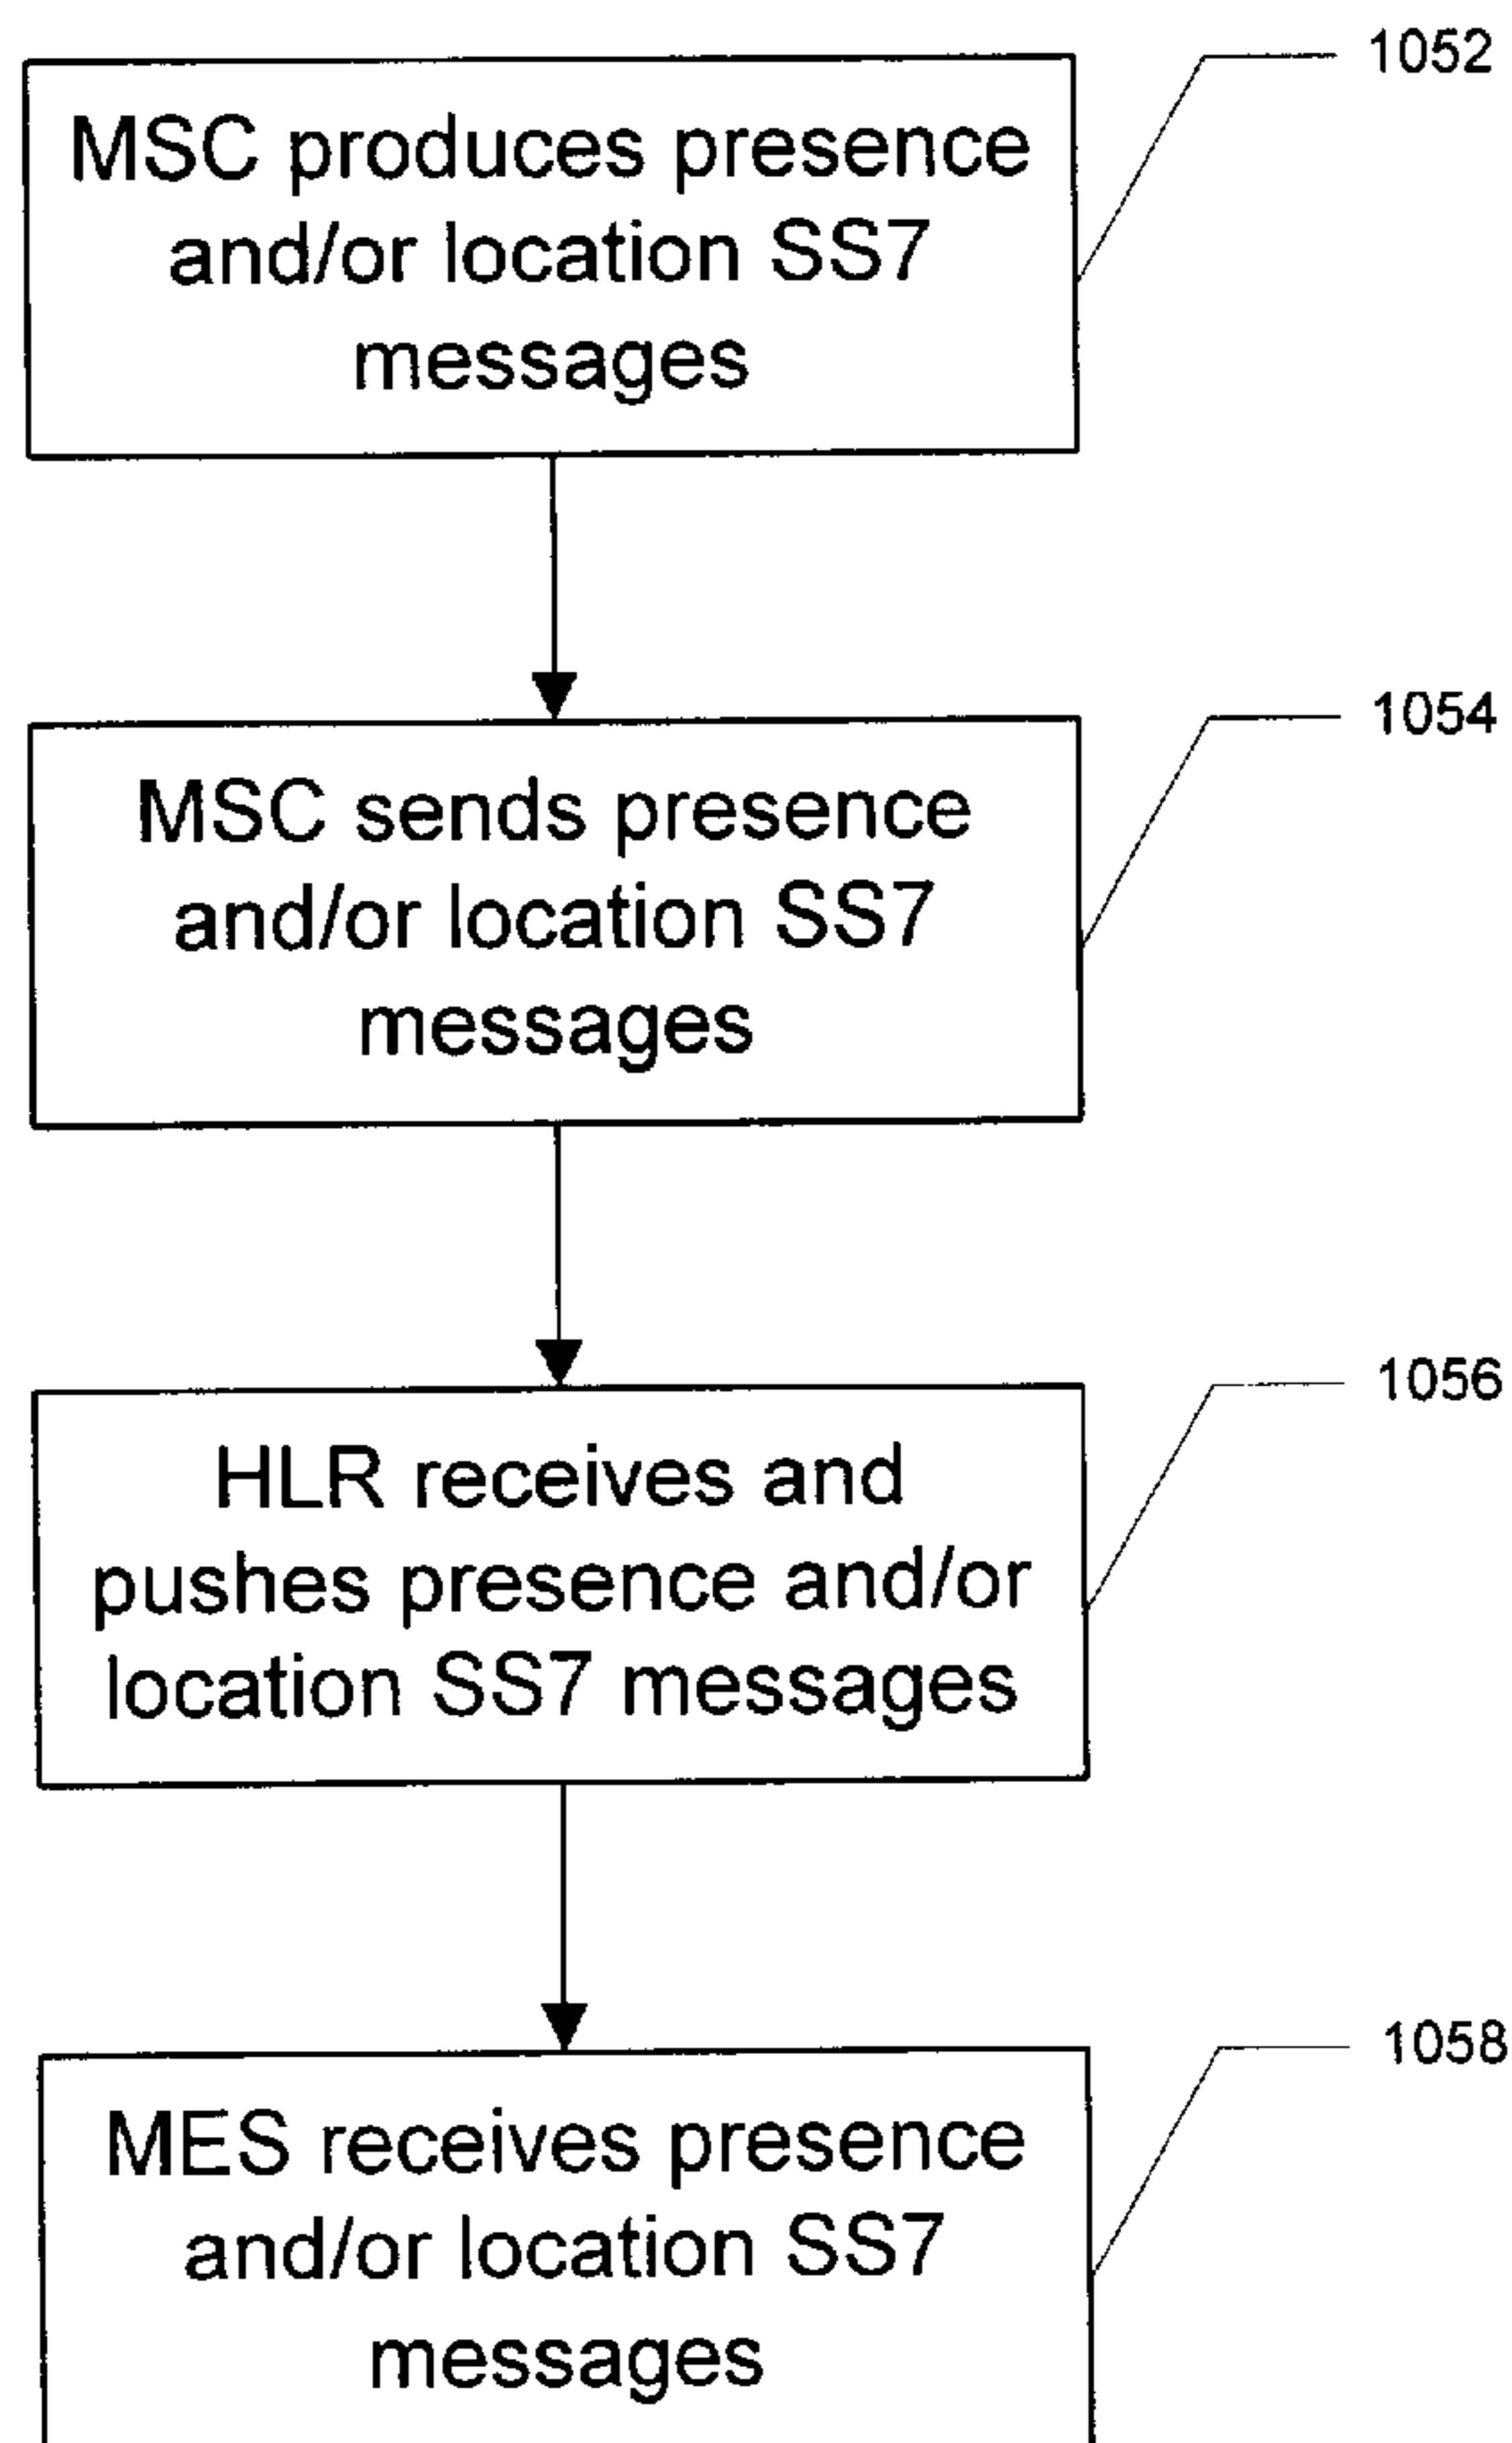 1052
MSC produces presence
and/or location SS7
messages
1054
MSC sends presence
and/or location SS7
messages
1056
HLR receives and
pushes presence and/or
location SS7 messages
1058
MES receives presence
and/or location SS7
messages